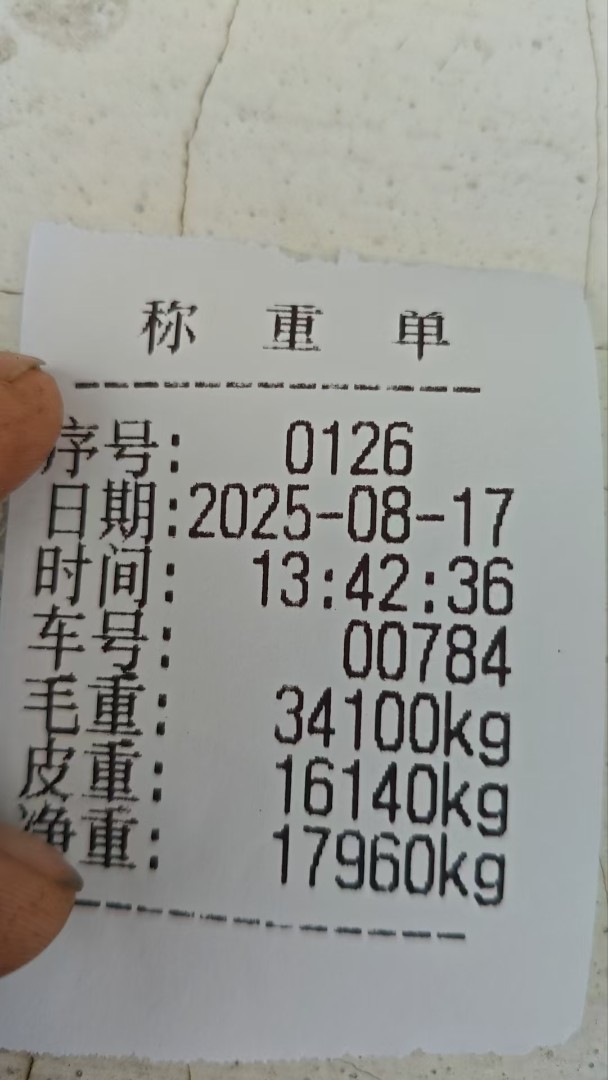 称 重 单
序号: 0126
日期:2025-08-17
时间: 13:42:36
车号: 00784
毛重: 34100kg
皮重: 16140kg
净重: 17960kg